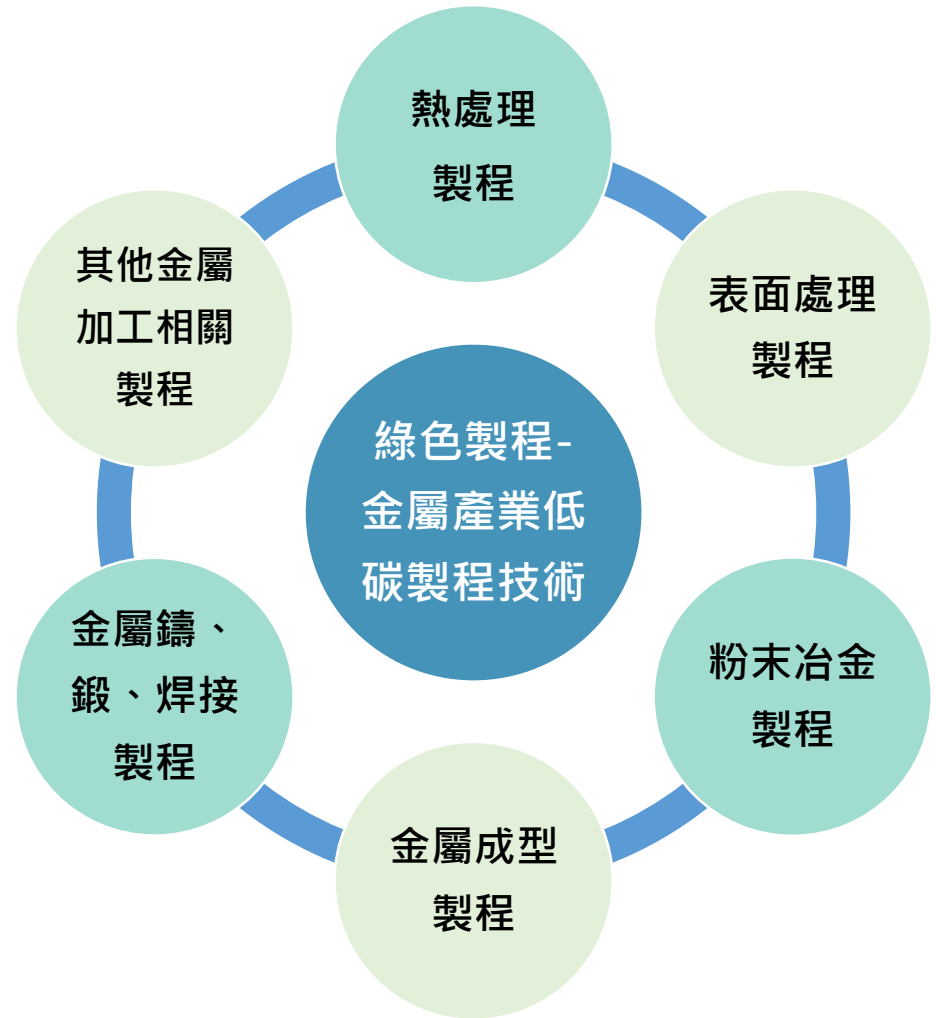 熱處理
製程
表面處理
製程
粉末冶金
製程
金屬成型
製程
金屬鑄、
鍛、焊接
製程
其他金屬
加工相關
製程
綠色製程-
金屬產業低
碳製程技術